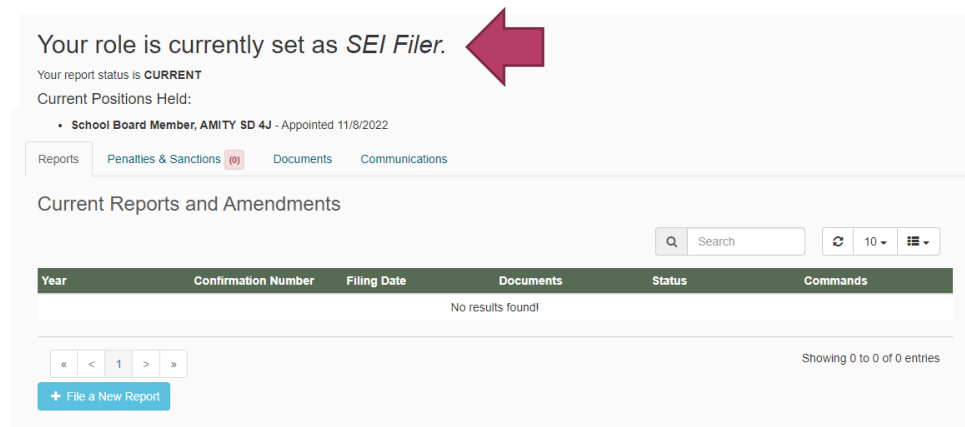 Your role is currently set as SEI Filer.
Your report status is CURRENT
Current Positions Held:
• School Board Member, AMITY SD 4J - Appointed 11/8/2022
Reports Penalties & Sanctions (0) Documents Communications
Current Reports and Amendments
Search 10
Year Confirmation Number Filing Date Documents Status Commands
No results found!
« < 1 > » Showing 0 to 0 of 0 entries
+ File a New Report